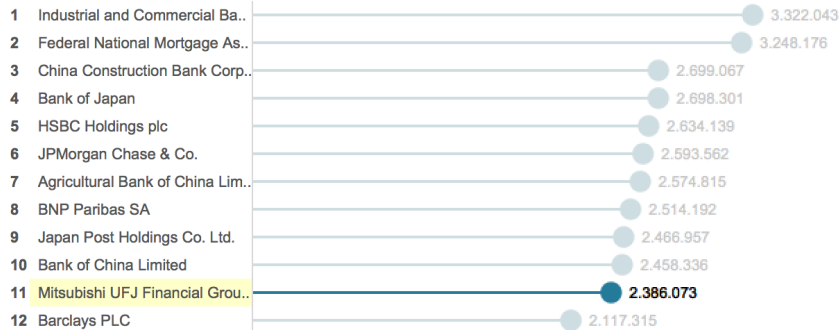 1 Industrial and Commercial Ba.. 3.322.043
2 Federal National Mortgage As.. 3.248.176
3 China Construction Bank Corp.. 2.699.067
4 Bank of Japan 2.698.301
5 HSBC Holdings plc 2.634.139
6 JPMorgan Chase & Co. 2.593.562
7 Agricultural Bank of China Lim.. 2.574.815
8 BNP Paribas SA 2.514.192
9 Japan Post Holdings Co. Ltd. 2.466.957
10 Bank of China Limited 2.458.336
11 Mitsubishi UFJ Financial Grou.. 2.386.073
12 Barclays PLC 2.117.315